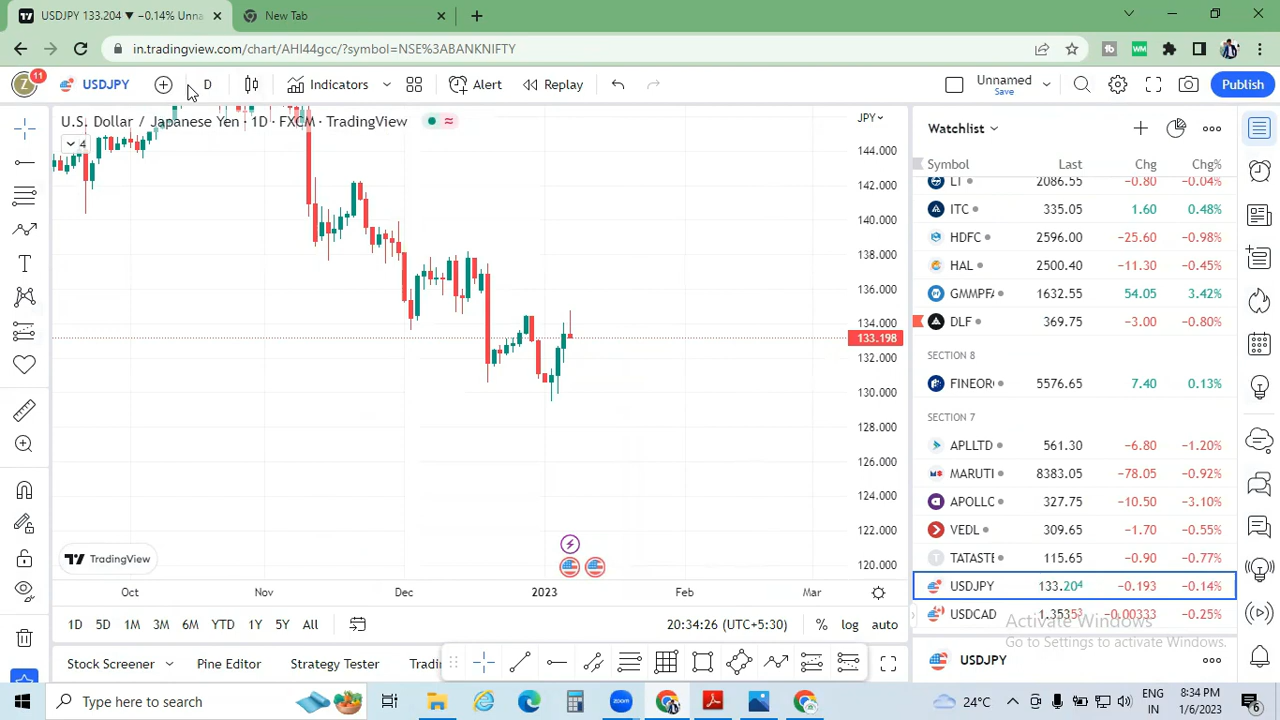 USDJPY 133.204 ▼ −0.14% Unna
New Tab
in.tradingview.com/chart/AHI44gcc/?symbol=NSE%3ABANKNIFTY
Z
11
USDJPY
D
Indicators
Alert
Replay
Unnamed
Save
Publish
U.S. Dollar / Japanese Yen · 1D · FXCM · TradingView
4
JPY
144.000
142.000
140.000
138.000
136.000
134.000
133.198
132.000
130.000
128.000
126.000
124.000
122.000
120.000
TradingView
Oct Nov Dec 2023 Feb Mar
1D 5D 1M 3M 6M YTD 1Y 5Y All
20:34:26 (UTC+5:30)
% log auto
Stock Screener
Pine Editor
Strategy Tester
Tradi
Watchlist
Symbol Last Chg Chg%
LT 2086.55 −0.80 −0.04%
ITC 335.05 1.60 0.48%
HDFC 2596.00 −25.60 −0.98%
HAL 2500.40 −11.30 −0.45%
GMMPFA 1632.55 54.05 3.42%
DLF 369.75 −3.00 −0.80%
SECTION 8
FINEOR 5576.65 7.40 0.13%
SECTION 7
APLLTD 561.30 −6.80 −1.20%
MARUTI 8383.05 −78.05 −0.92%
APOLLO 327.75 −10.50 −3.10%
VEDL 309.65 −1.70 −0.55%
TATASTE 115.65 −0.90 −0.77%
USDJPY 133.204 −0.193 −0.14%
USDCAD 1.35353 −0.00333 −0.25%
Activate Windows
Go to Settings to activate Windows.
USDJPY
Type here to search
zoom
24°C
ENG
IN
8:34 PM
1/6/2023
6